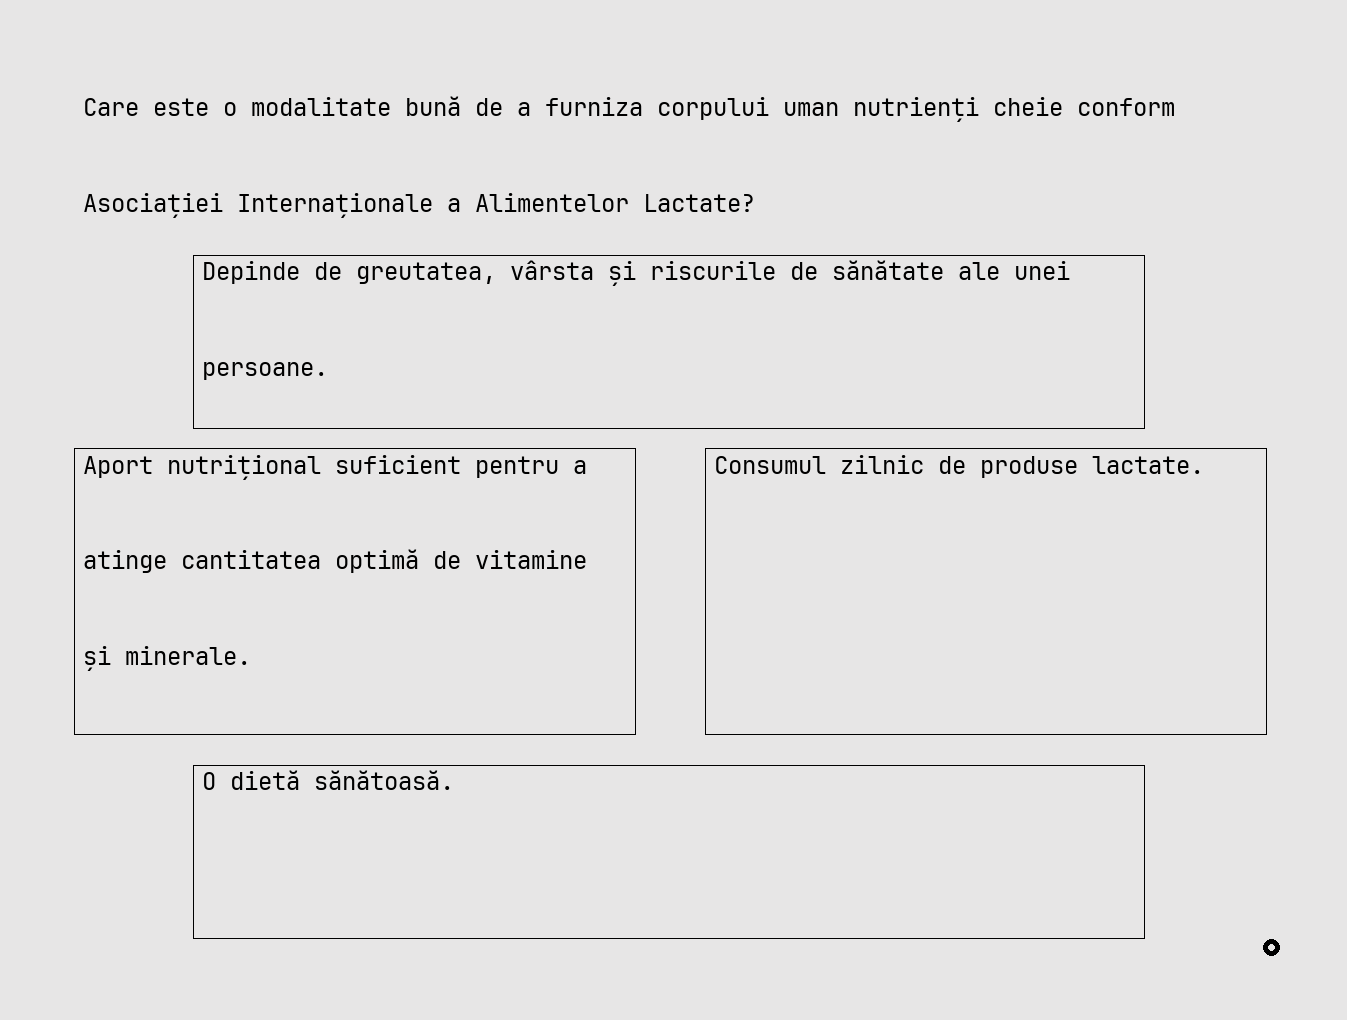 Care este o modalitate bună de a furniza corpului uman nutrienți cheie conform
Asociației Internaționale a Alimentelor Lactate?
Depinde de greutatea, vârsta și riscurile de sănătate ale unei
persoane.
Aport nutrițional suficient pentru a
atinge cantitatea optimă de vitamine
și minerale.
Consumul zilnic de produse lactate.
O dietă sănătoasă.